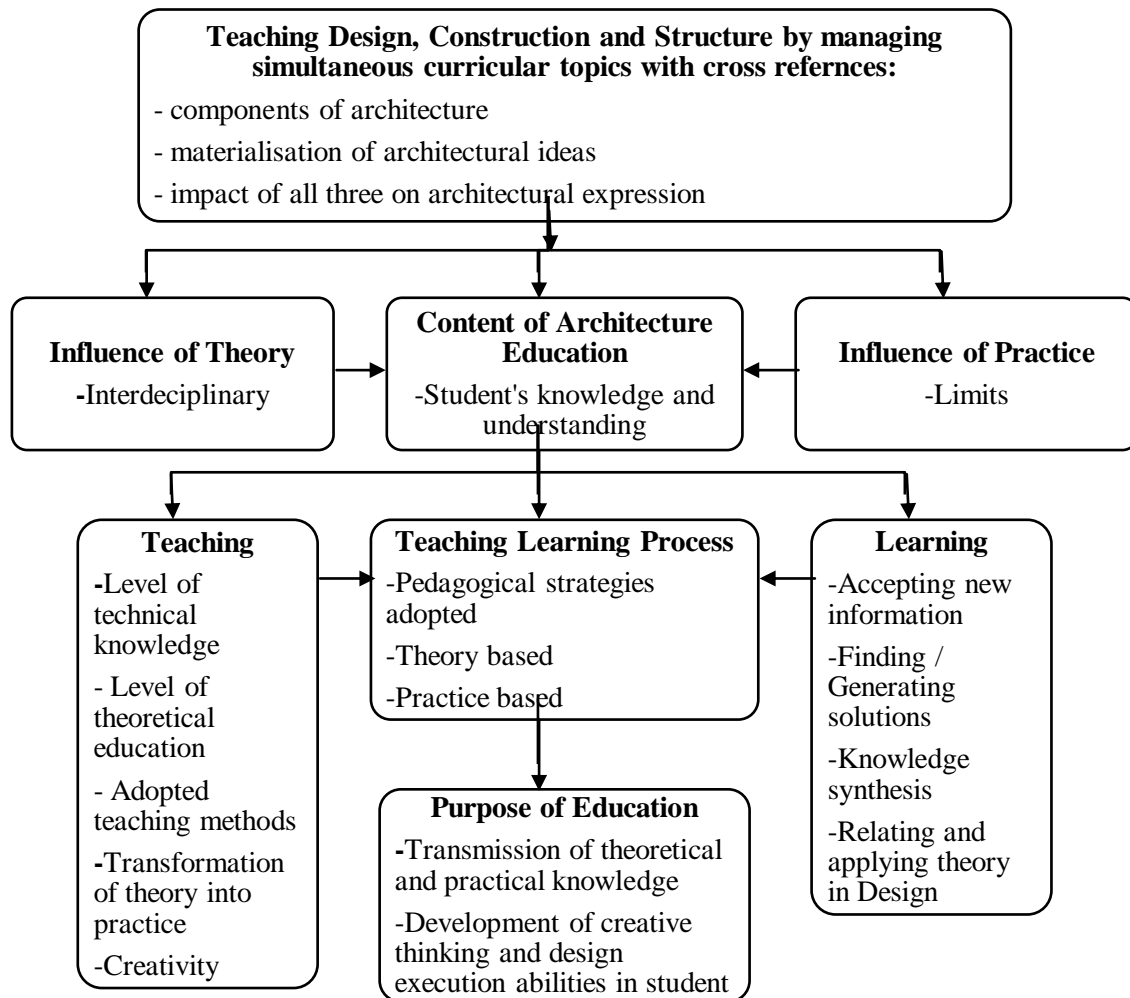 Teaching Design, Construction and Structure by managing
simultaneous curricular topics with cross refernces:
- components of architecture
- materialisation of architectural ideas
- impact of all three on architectural expression
Influence of Theory
-Interdeciplinary
Content of Architecture
Education
-Student's knowledge and
understanding
Influence of Practice
-Limits
Teaching
-Level of
technical
knowledge
- Level of
theoretical
education
- Adopted
teaching methods
-Transformation
of theory into
practice
-Creativity
Teaching Learning Process
-Pedagogical strategies
adopted
-Theory based
-Practice based
Learning
-Accepting new
information
-Finding /
Generating
solutions
-Knowledge
synthesis
-Relating and
applying theory
in Design
Purpose of Education
-Transmission of theoretical
and practical knowledge
-Development of creative
thinking and design
execution abilities in student